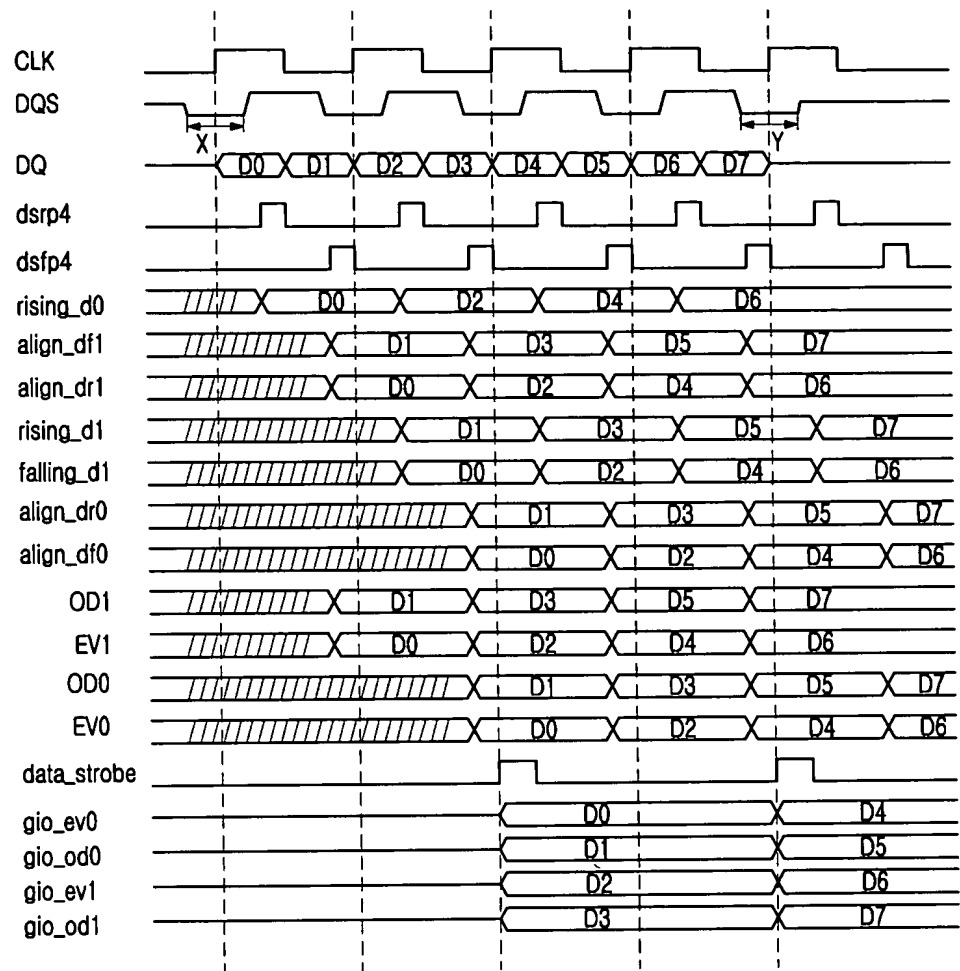 CLK
DQS
X Y
DQ D0 D1 D2 D3 D4 D5 D6 D7
dsrp4
dsfp4
rising_d0 D0 D2 D4 D6
align_df1 D1 D3 D5 D7
align_dr1 D0 D2 D4 D6
rising_d1 D1 D3 D5 D7
falling_d1 D0 D2 D4 D6
align_dr0 D1 D3 D5 D7
align_df0 D0 D2 D4 D6
OD1 D1 D3 D5 D7
EV1 D0 D2 D4 D6
OD0 D1 D3 D5 D7
EV0 D0 D2 D4 D6
data_strobe
gio_ev0 D0 D4
gio_od0 D1 D5
gio_ev1 D2 D6
gio_od1 D3 D7